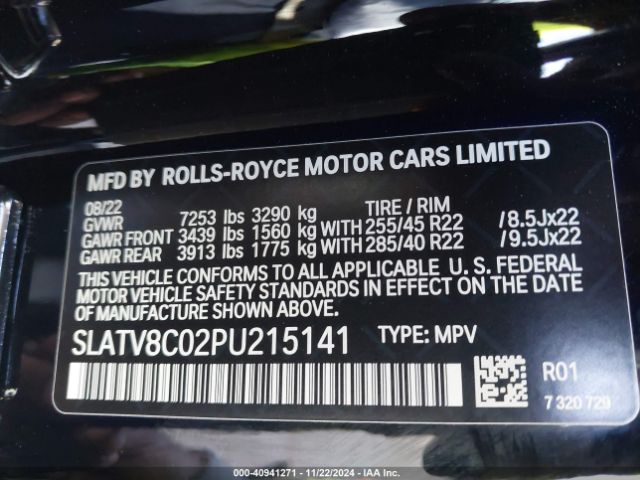 MFD BY ROLLS-ROYCE MOTOR CARS LIMITED
08/22 TIRE / RIM
GVWR 7253 lbs 3290 kg
GAWR FRONT 3439 lbs 1560 kg WITH 255/45 R22 /8.5Jx22
GAWR REAR 3913 lbs 1775 kg WITH 285/40 R22 /9.5Jx22
THIS VEHICLE CONFORMS TO ALL APPLICABLE U. S. FEDERAL
MOTOR VEHICLE SAFETY STANDARDS IN EFFECT ON THE DATE
OF MANUFACTURE SHOWN ABOVE.
SLATV8C02PU215141 TYPE: MPV
R01
7 320 729
000-40941271 - 11/22/2024 - IAA Inc.